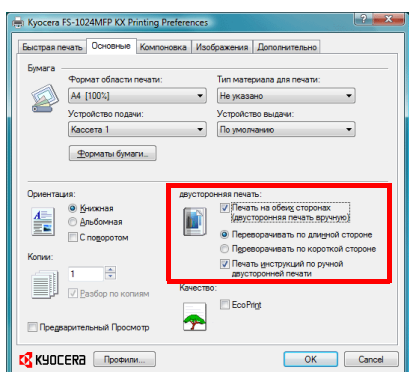 Kyocera FS-1024MFP KX Printing Preferences
Быстрая печать Основные Компоновка Изображения Дополнительно
Бумага
Формат области печати: Тип материала для печати:
A4 [100%] Не указано
Устройство подачи: Устройство выдачи:
Кассета 1 По умолчанию
Форматы бумаги...
Ориентация:
Книжная
Альбомная
С поворотом
двусторонняя печать:
Печать на обеих сторонах
(двусторонняя печать вручную)
Переворачивать по длинной стороне
Переворачивать по короткой стороне
Печать инструкций по ручной
двусторонней печати
Копии:
1
Разбор по копиям
Качество:
EcoPrint
Предварительный Просмотр
KYOCERA Профили... OK Cancel